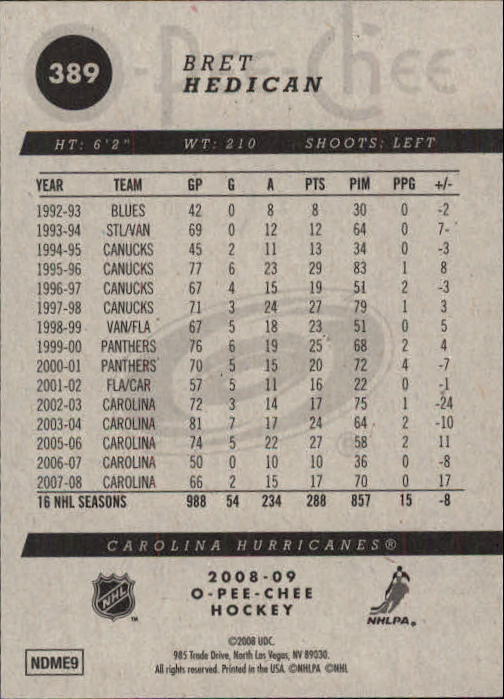 O-Pee-Chee
389
BRET
HEDICAN
HT: 6'2" WT: 210 SHOOTS: LEFT
YEAR TEAM GP G A PTS PIM PPG +/-
1992-93 BLUES 42 0 8 8 30 0 -2
1993-94 STL/VAN 69 0 12 12 64 0 7-
1994-95 CANUCKS 45 2 11 13 34 0 -3
1995-96 CANUCKS 77 6 23 29 83 1 8
1996-97 CANUCKS 67 4 15 19 51 2 -3
1997-98 CANUCKS 71 3 24 27 79 1 3
1998-99 VAN/FLA 67 5 18 23 51 0 5
1999-00 PANTHERS 76 6 19 25 68 2 4
2000-01 PANTHERS 70 5 15 20 72 4 -7
2001-02 FLA/CAR 57 5 11 16 22 0 -1
2002-03 CAROLINA 72 3 14 17 75 1 -24
2003-04 CAROLINA 81 7 17 24 64 2 -10
2005-06 CAROLINA 74 5 22 27 58 2 11
2006-07 CAROLINA 50 0 10 10 36 0 -8
2007-08 CAROLINA 66 2 15 17 70 0 17
16 NHL SEASONS 988 54 234 288 857 15 -8
CAROLINA HURRICANES®
NHL
™
2008-09
O-PEE-CHEE
HOCKEY
NHLPA®
©2008 UDC.
985 Trade Drive, North Las Vegas, NV 89030.
All rights reserved. Printed in the USA. ©NHLPA ©NHL
NDME9